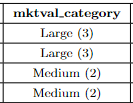 mktval_category
Large (3)
Large (3)
Medium (2)
Medium (2)